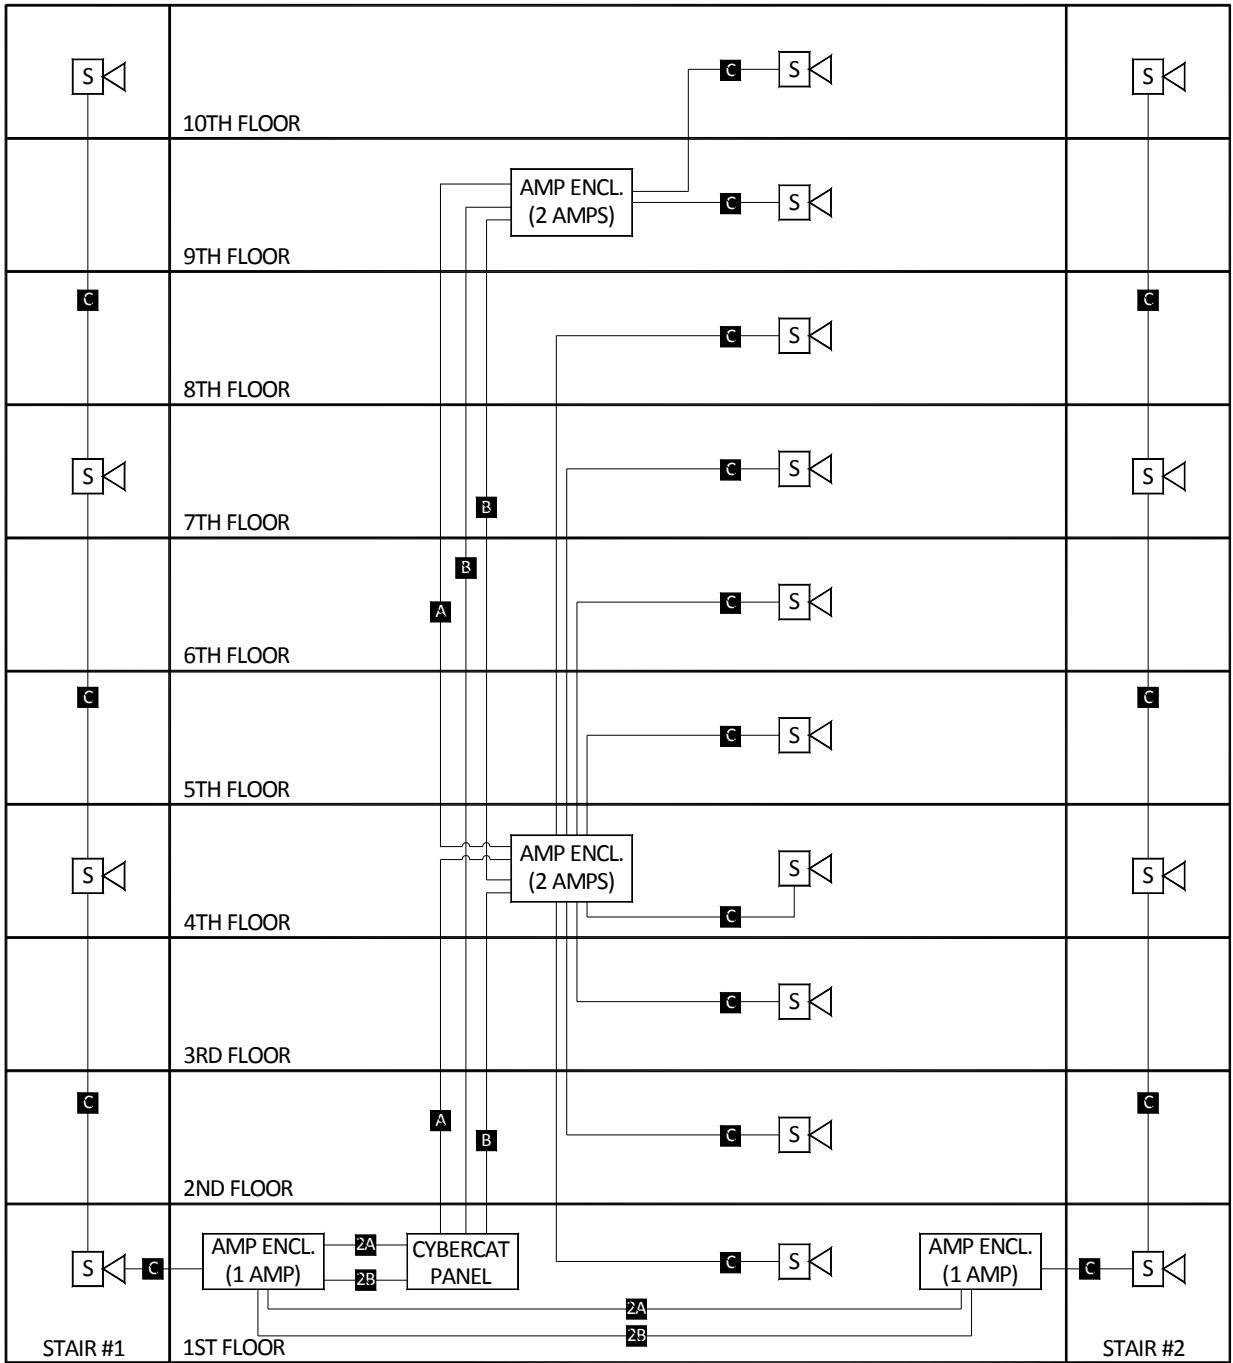 S
S
C
S
10TH FLOOR
AMP ENCL.
(2 AMPS)
C
S
9TH FLOOR
C
C
S
C
8TH FLOOR
S
C
S
S
B
7TH FLOOR
B
A
C
S
6TH FLOOR
C
C
S
C
5TH FLOOR
S
AMP ENCL.
(2 AMPS)
S
S
C
4TH FLOOR
C
S
3RD FLOOR
C
A
B
C
S
C
2ND FLOOR
S
C
AMP ENCL.
(1 AMP)
2A
2B
CYBERCAT
PANEL
C
S
AMP ENCL.
(1 AMP)
C
S
2A
2B
STAIR #1
1ST FLOOR
STAIR #2